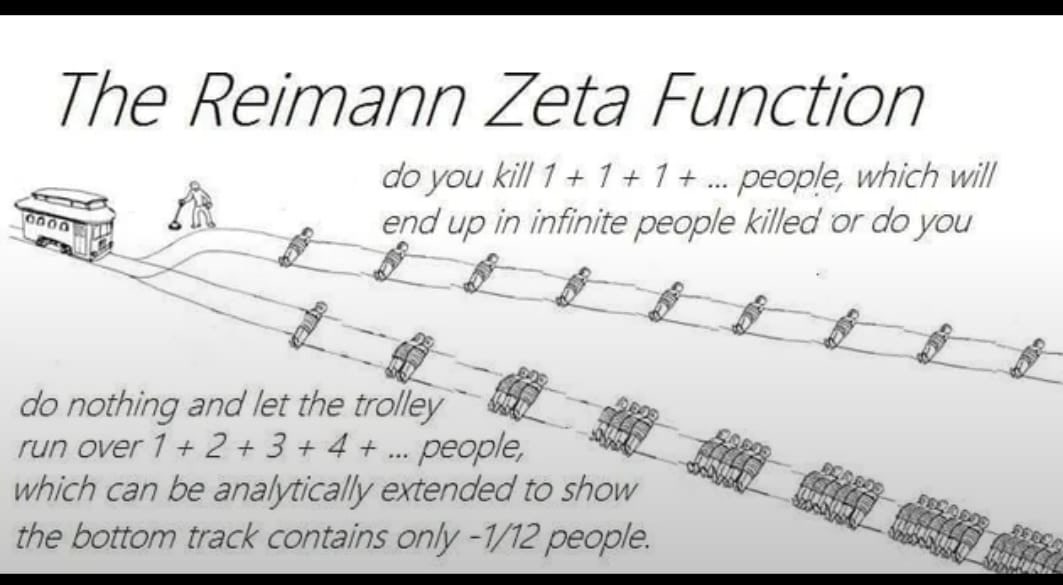 The Reimann Zeta Function
do you kill 1 + 1 + 1 + ... people, which will
end up in infinite people killed or do you
do nothing and let the trolley
run over 1 + 2 + 3 + 4 + ... people,
which can be analytically extended to show
the bottom track contains only -1/12 people.